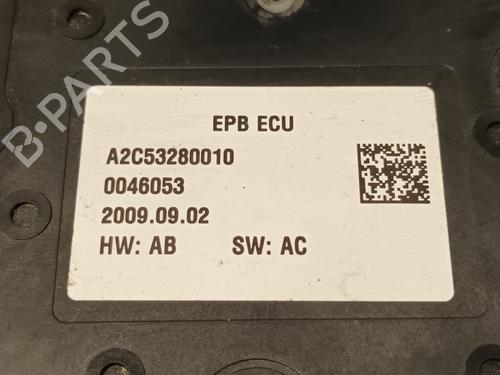 B-PARTS
EPB ECU
A2C53280010
0046053
2009.09.02
HW: AB SW: AC